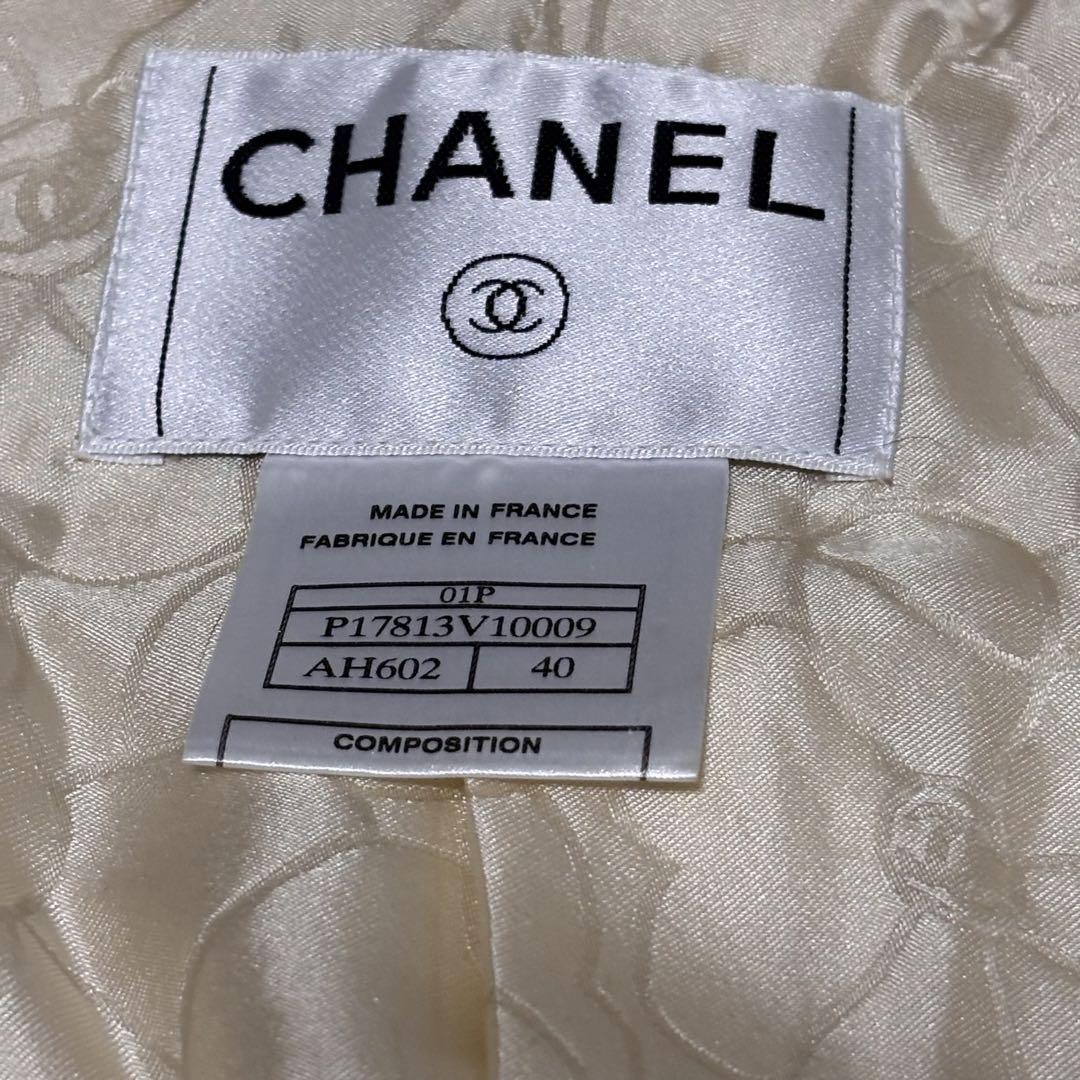 CHANEL
MADE IN FRANCE
FABRIQUE EN FRANCE
01P
P17813V10009
AH602 40
COMPOSITION